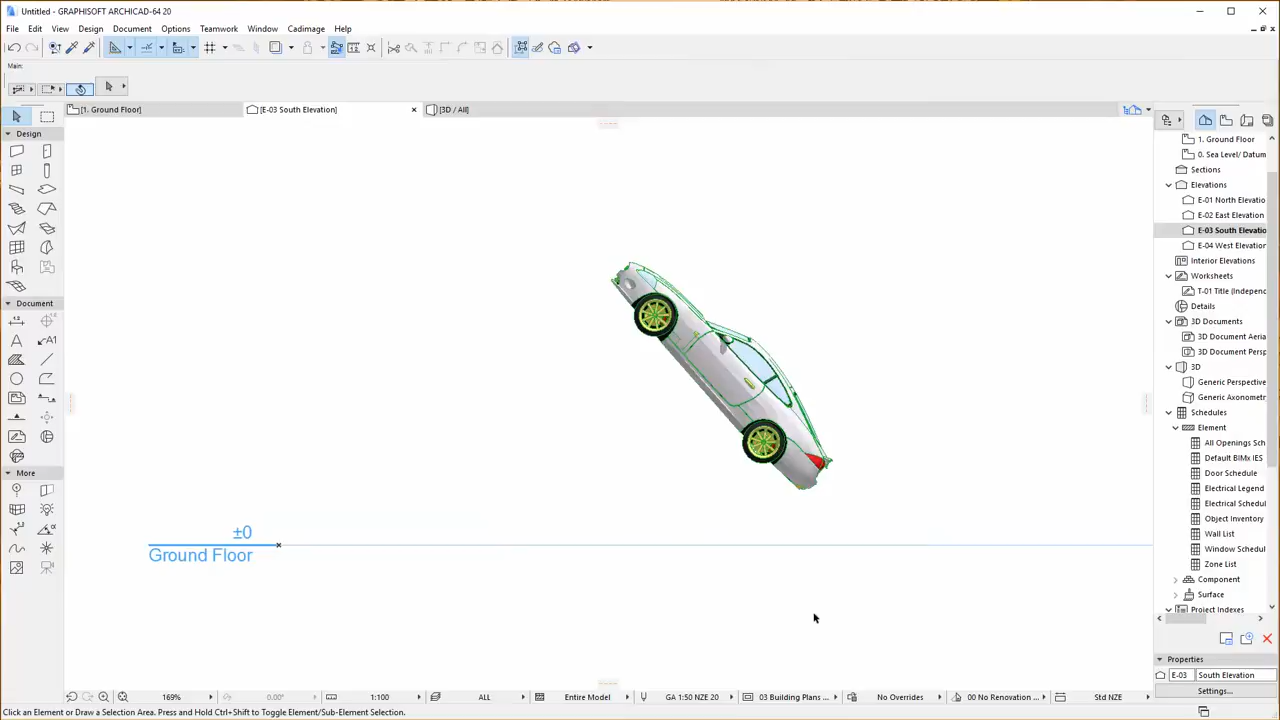 Untitled - GRAPHISOFT ARCHICAD-64 20
File Edit View Design Document Options Teamwork Window Cadimage Help
Main:
[1. Ground Floor]
[E-03 South Elevation]
[3D / All]
Design
Document
More
±0
Ground Floor
1. Ground Floor
0. Sea Level/ Datum
Sections
Elevations
E-01 North Elevatio
E-02 East Elevation
E-03 South Elevatio
E-04 West Elevation
Interior Elevations
Worksheets
T-01 Title (Indepenc
Details
3D Documents
3D Document Aeria
3D Document Persp
3D
Generic Perspective
Generic Axonometr
Schedules
Element
All Openings Sch
Default BIMx IES
Door Schedule
Electrical Legend
Electrical Schedul
Object Inventory
Wall List
Window Schedul
Zone List
Component
Surface
Project Indexes
Properties
E-03 South Elevation
Settings...
169% 0.00° 1:100 ALL Entire Model GA 1:50 NZE 20 03 Building Plans ... No Overrides 00 No Renovation ... Std NZE
Click an Element or Draw a Selection Area. Press and Hold Ctrl+Shift to Toggle Element/Sub-Element Selection.